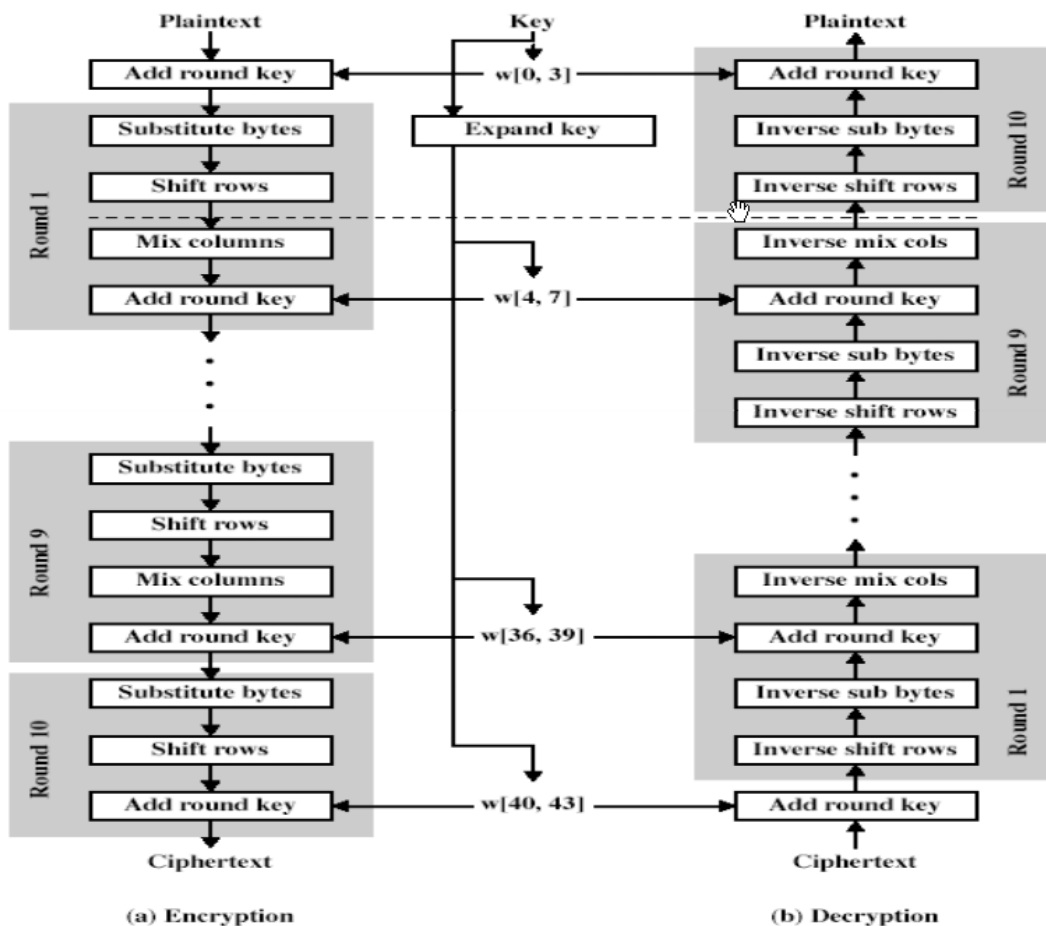 Plaintext
Add round key
Round 1
Substitute bytes
Shift rows
Mix columns
Add round key
Round 9
Substitute bytes
Shift rows
Mix columns
Add round key
Round 10
Substitute bytes
Shift rows
Add round key
Ciphertext
(a) Encryption
Key
w[0, 3]
Expand key
w[4, 7]
w[36, 39]
w[40, 43]
Plaintext
Add round key
Inverse sub bytes
Inverse shift rows
Round 10
Inverse mix cols
Add round key
Inverse sub bytes
Inverse shift rows
Round 9
Inverse mix cols
Add round key
Inverse sub bytes
Inverse shift rows
Round 1
Add round key
Ciphertext
(b) Decryption